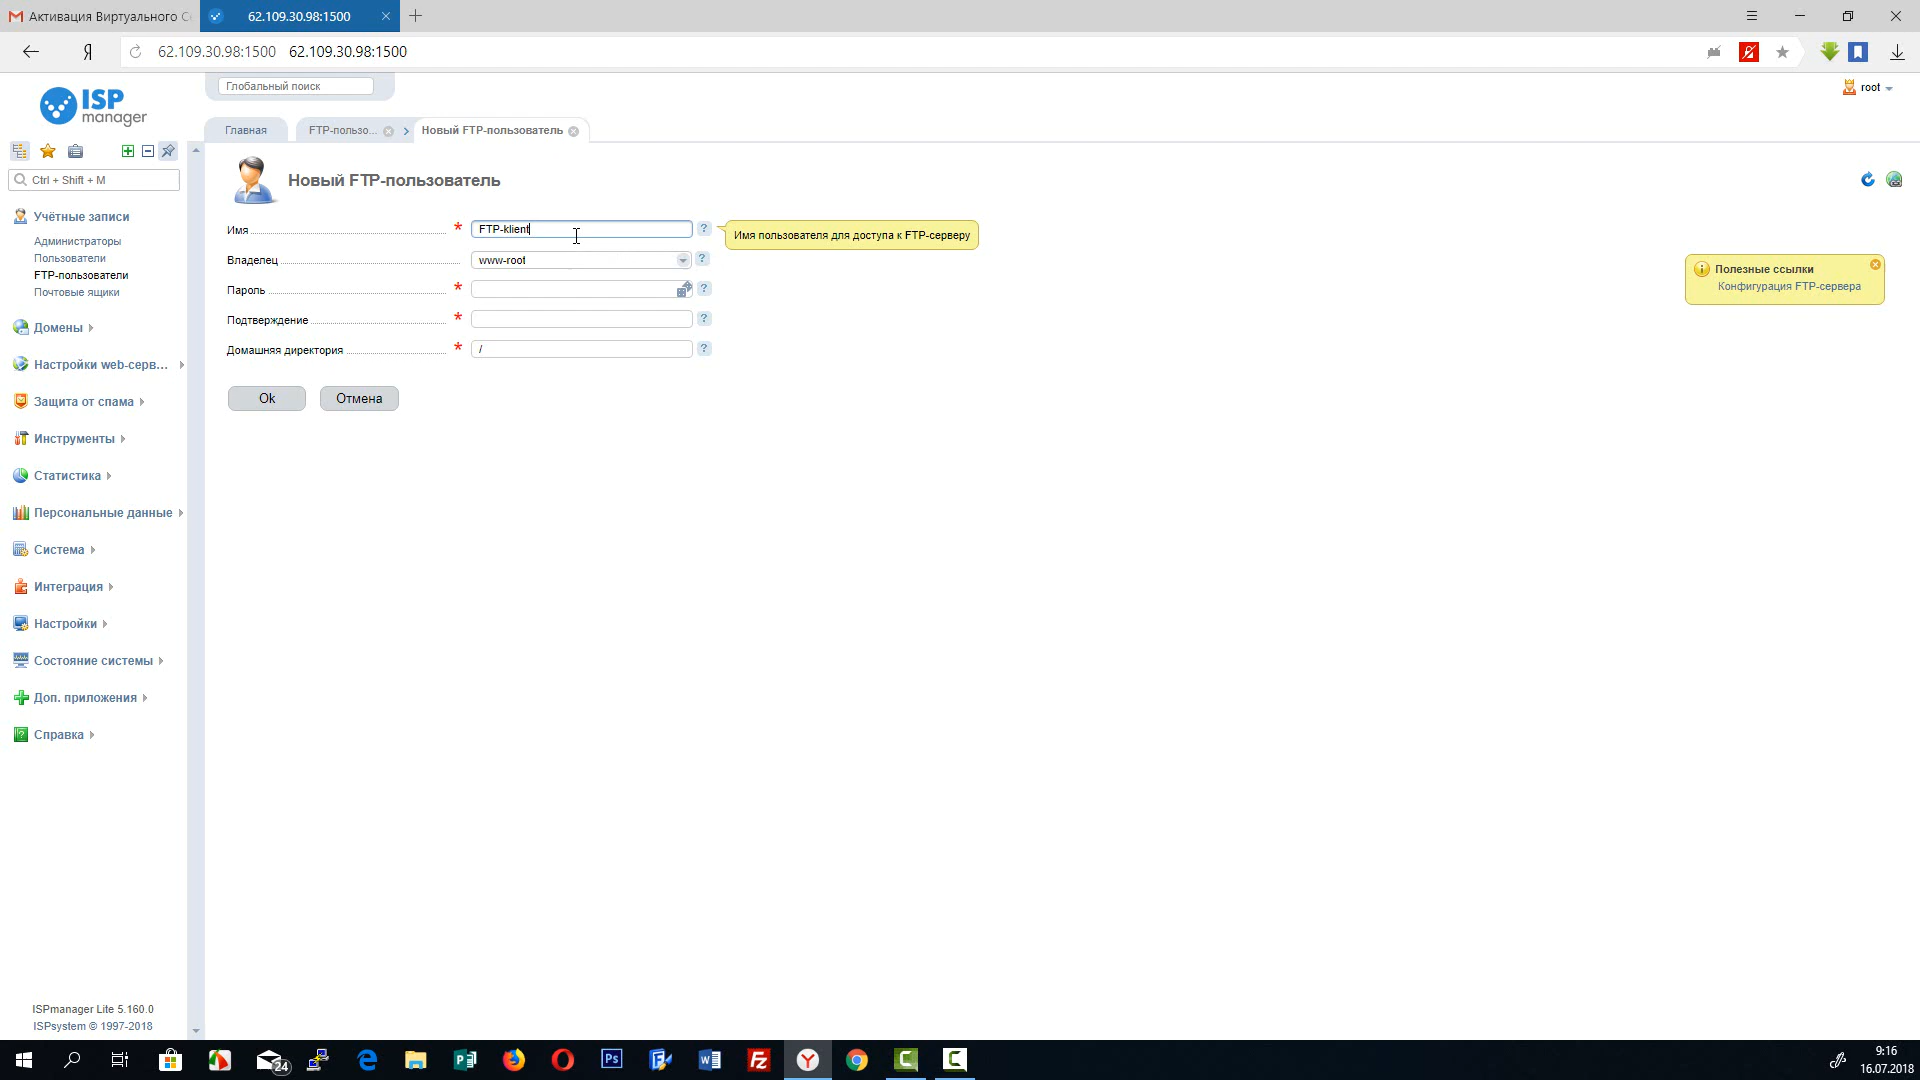 Активация Виртуального С
62.109.30.98:1500
62.109.30.98:1500 62.109.30.98:1500
Глобальный поиск
root
ISP
manager
Главная
FTP-пользо...
Новый FTP-пользователь
Ctrl + Shift + M
Новый FTP-пользователь
Учётные записи
Администраторы
Пользователи
FTP-пользователи
Почтовые ящики
Домены
Настройки web-серв...
Защита от спама
Инструменты
Статистика
Персональные данные
Система
Интеграция
Настройки
Состояние системы
Доп. приложения
Справка
Имя * FTP-klient ?
Имя пользователя для доступа к FTP-серверу
Владелец www-root ?
Пароль * ?
Подтверждение * ?
Домашняя директория * / ?
Ok
Отмена
Полезные ссылки
Конфигурация FTP-сервера
ISPmanager Lite 5.160.0
ISPsystem © 1997-2018
24
9:16
16.07.2018